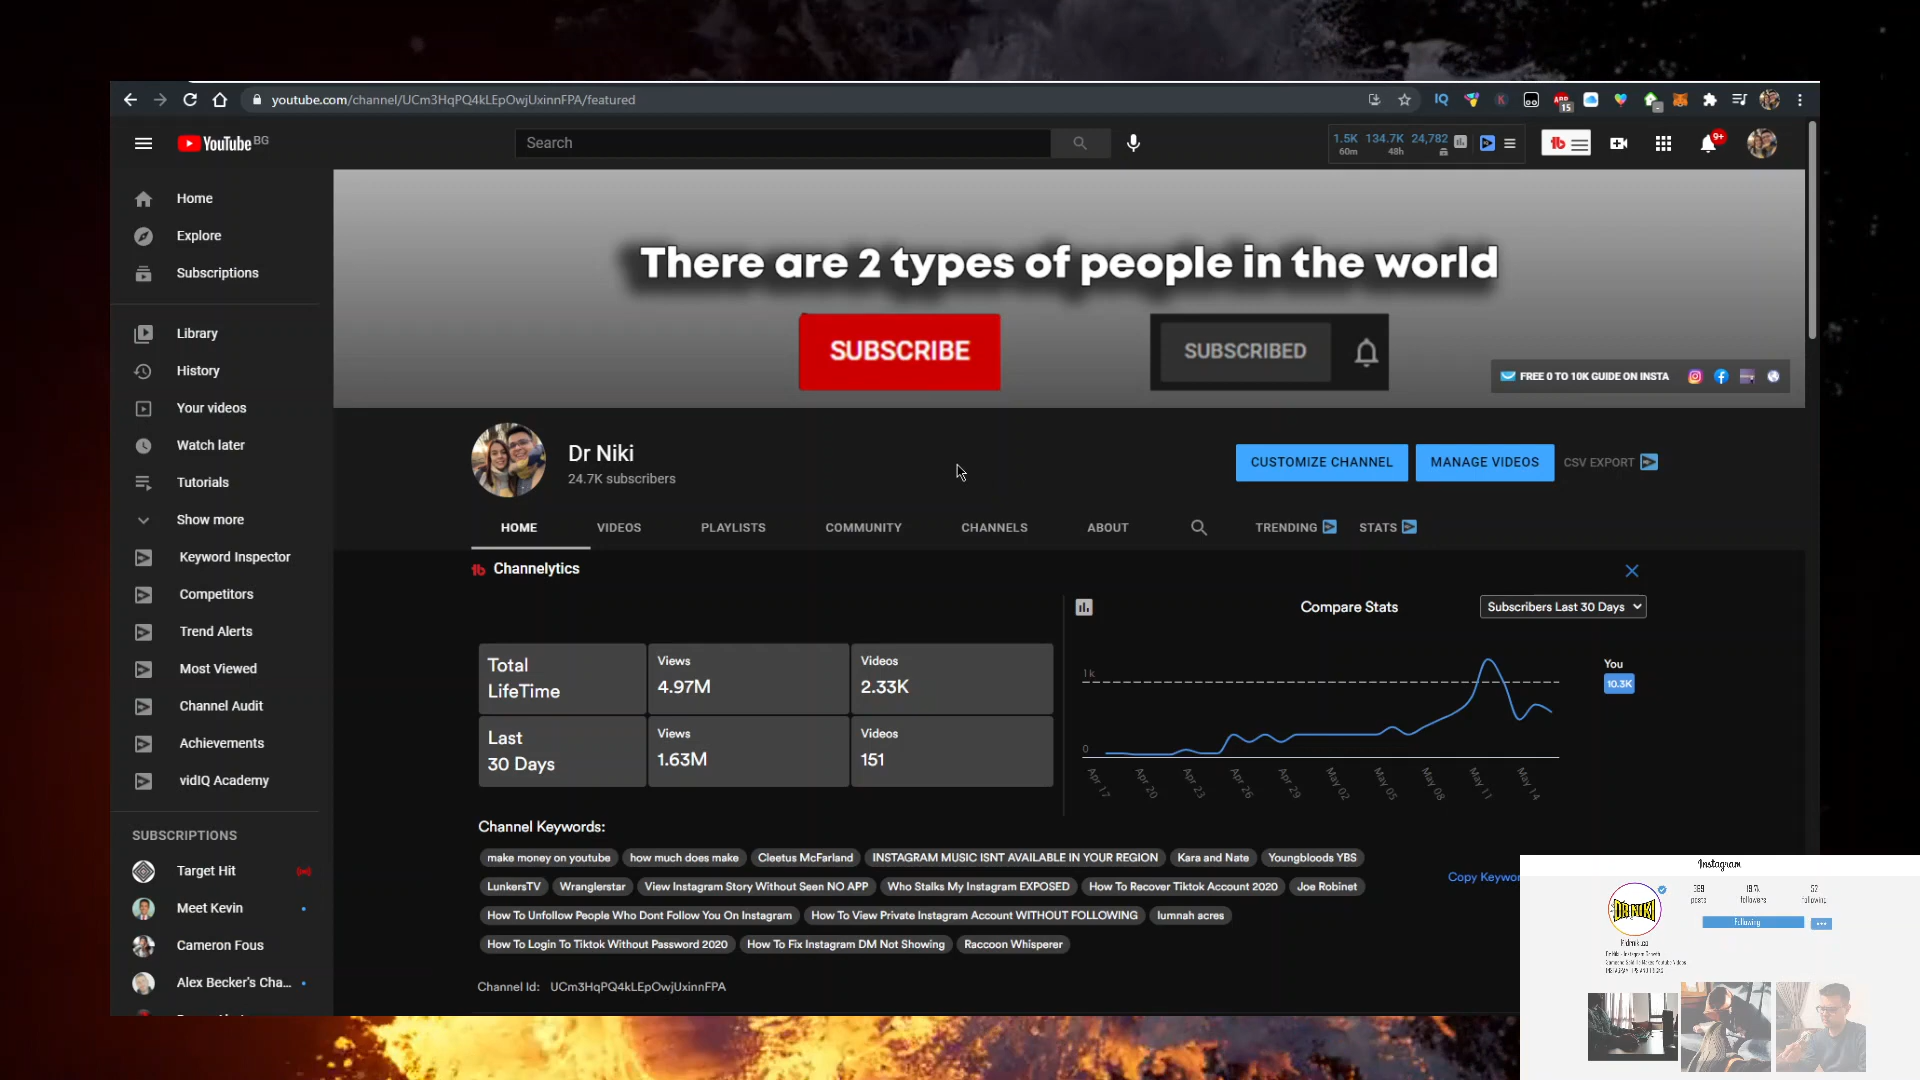 youtube.com/channel/UCm3HqPQ4kLEpOwjUxinnFPA/featured
YouTube BG
Search
1.5K 134.7K 24,782
60m 48h
15
9+
Home
Explore
Subscriptions
Library
History
Your videos
Watch later
Tutorials
Show more
Keyword Inspector
Competitors
Trend Alerts
Most Viewed
Channel Audit
Achievements
vidIQ Academy
SUBSCRIPTIONS
Target Hit
Meet Kevin
Cameron Fous
Alex Becker's Cha...
There are 2 types of people in the world
SUBSCRIBE
SUBSCRIBED
FREE 0 TO 10K GUIDE ON INSTA
Dr Niki
24.7K subscribers
CUSTOMIZE CHANNEL
MANAGE VIDEOS
CSV EXPORT
HOME VIDEOS PLAYLISTS COMMUNITY CHANNELS ABOUT TRENDING STATS
Channelytics
Total
LifeTime
Views
4.97M
Videos
2.33K
Last
30 Days
Views
1.63M
Videos
151
Compare Stats
Subscribers Last 30 Days
1k
0
Apr 17 Apr 20 Apr 23 Apr 26 Apr 29 May 02 May 05 May 08 May 11 May 14
You
10.3K
Channel Keywords:
make money on youtube how much does make Cleetus McFarland INSTAGRAM MUSIC ISNT AVAILABLE IN YOUR REGION Kara and Nate Youngbloods YBS
LunkersTV Wranglerstar View Instagram Story Without Seen NO APP Who Stalks My Instagram EXPOSED How To Recover Tiktok Account 2020 Joe Robinet
How To Unfollow People Who Dont Follow You On Instagram How To View Private Instagram Account WITHOUT FOLLOWING lumnah acres
How To Login To Tiktok Without Password 2020 How To Fix Instagram DM Not Showing Raccoon Whisperer
Copy Keywor
Channel Id: UCm3HqPQ4kLEpOwjUxinnFPA
Instagram
DR NIKI
posts followers following
Following